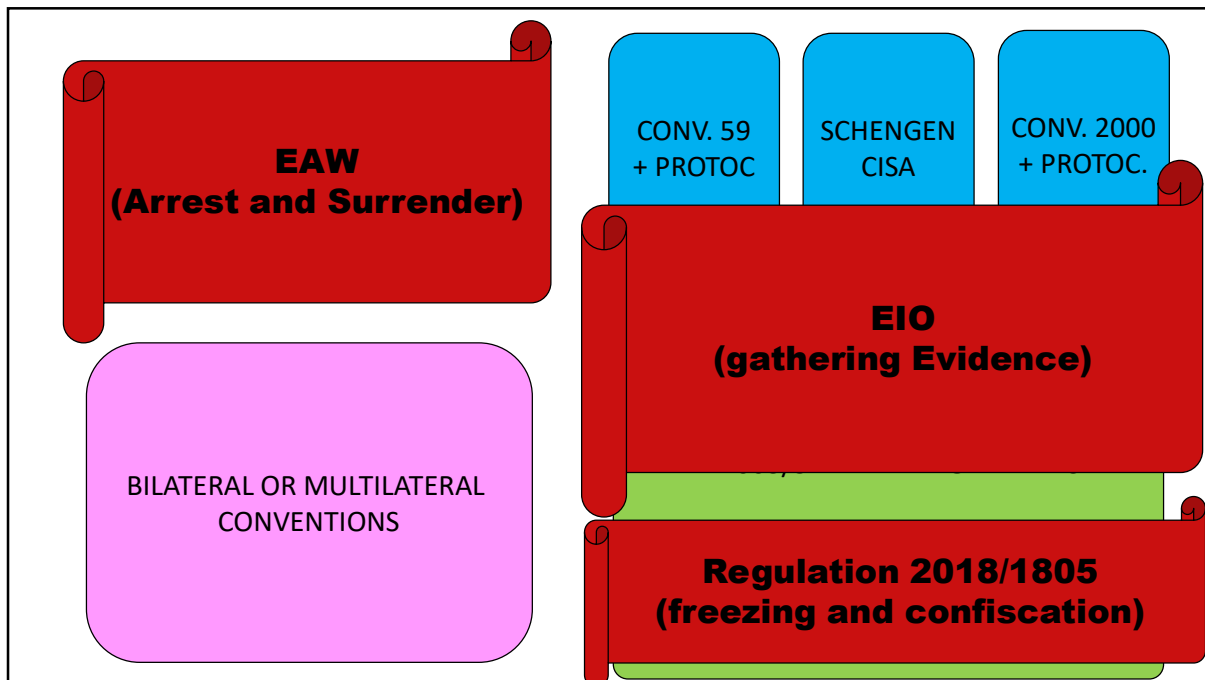 EAW
(Arrest and Surrender)
CONV. 59
+ PROTOC
SCHENGEN
CISA
CONV. 2000
+ PROTOC.
EIO
(gathering Evidence)
BILATERAL OR MULTILATERAL
CONVENTIONS
Regulation 2018/1805
(freezing and confiscation)